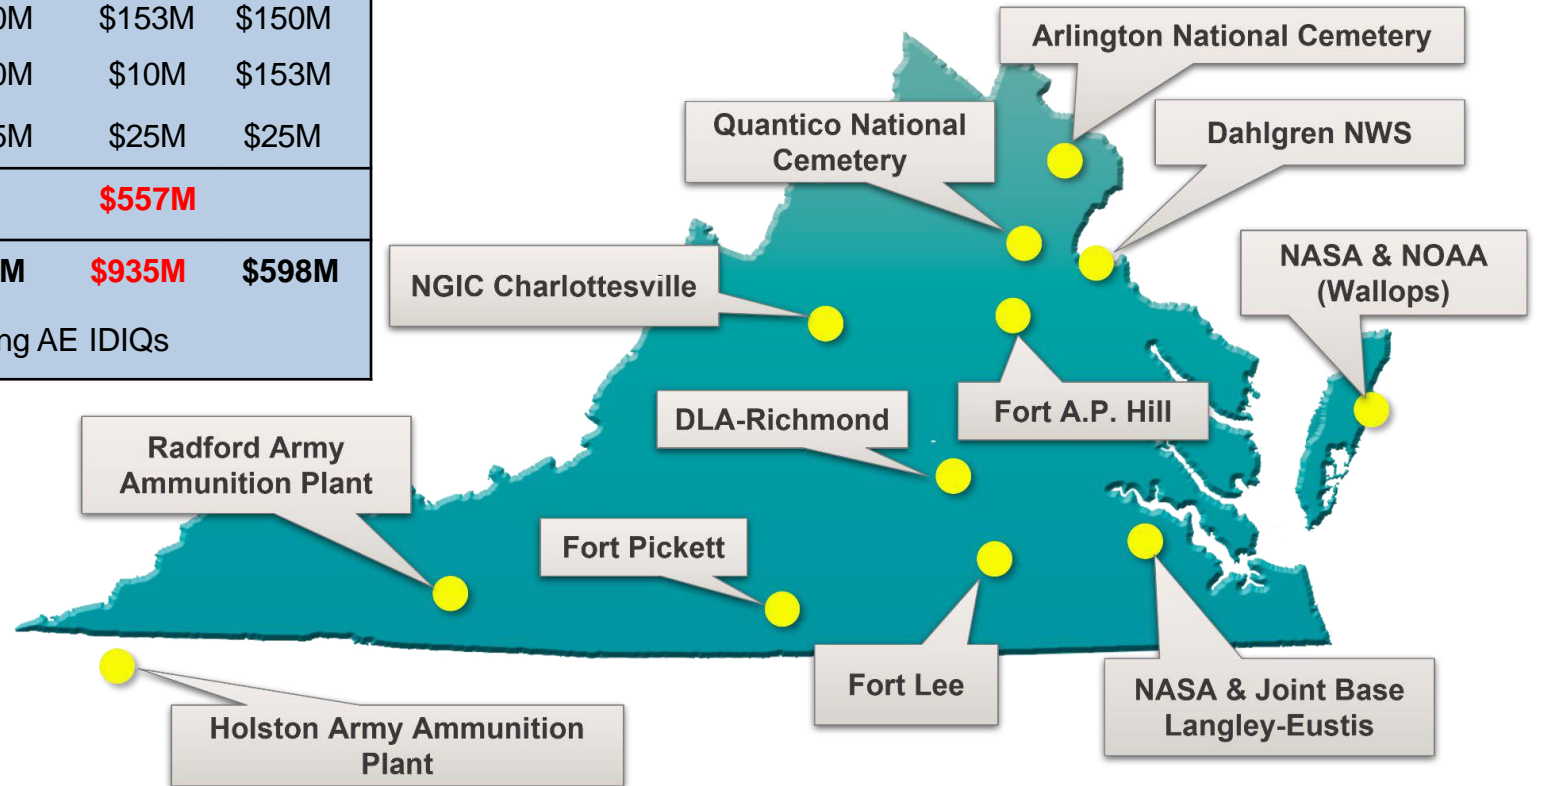 0M $153M $150M
0M $10M $153M
5M $25M $25M
$557M
M $935M $598M
ng AE IDIQs
Arlington National Cemetery
Quantico National
Cemetery
Dahlgren NWS
NASA & NOAA
(Wallops)
NGIC Charlottesville
Fort A.P. Hill
DLA-Richmond
Radford Army
Ammunition Plant
Fort Pickett
Fort Lee
NASA & Joint Base
Langley-Eustis
Holston Army Ammunition
Plant